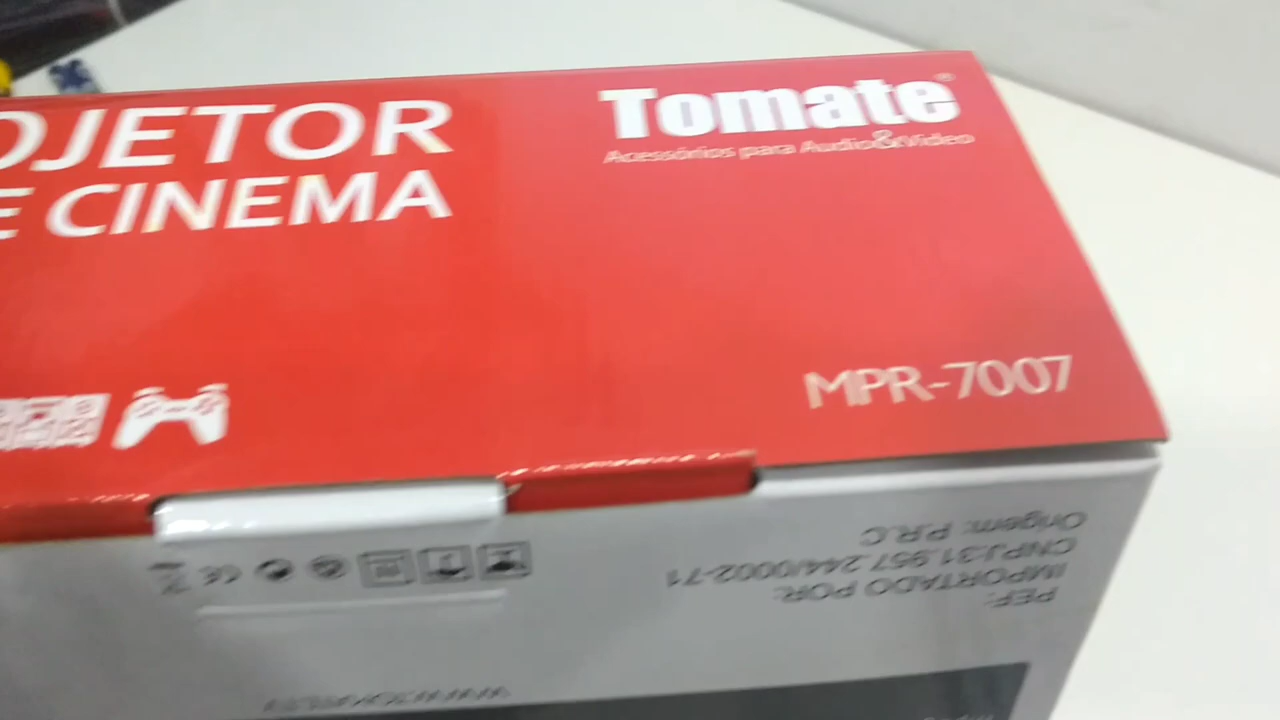 OJETOR
E CINEMA
Tomate®
Acessórios para Audio&Video
MPR-7007
PEF:
IMPORTADO POR:
CNPJ:31.957.244/0002-71
Origem: P.R.C
CE